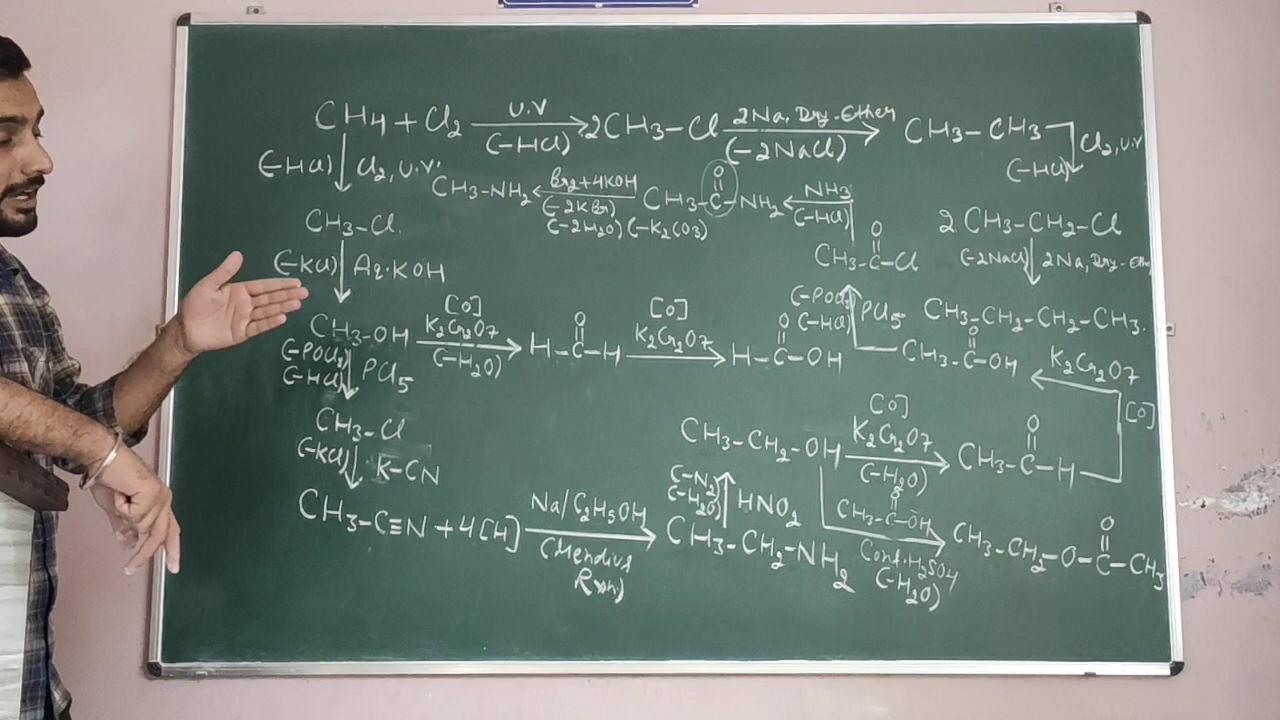 CH4 + Cl2 U.V (-HCl) 2CH3-Cl 2Na, Dry-Ether (-2NaCl) CH3-CH3
(-HCl) Cl2, U.V.
Cl2, U.V (-HCl)
CH3-NH2 Br2+4KOH (-2KBr) (-2H2O) (-K2CO3) CH3-C-NH2 O NH3 (-HCl)
CH3-Cl.
O
CH3-C-Cl
2 CH3-CH2-Cl
(-KCl) Aq.KOH
(-2NaCl) 2Na, Dry-Ethe
(-POCl3) (-HCl) PCl5
CH3-CH2-CH2-CH3.
CH3-OH [O] K2Cr2O7 (-H2O) H-C-H O [O] K2Cr2O7 H-C-OH O
CH3-C-OH O K2Cr2O7 [O]
(-POCl3) (-HCl) PCl5
CH3-Cl
(-KCl) K-CN
CH3-CH2-OH [O] K2Cr2O7 (-H2O) CH3-C-H O
(-N2) (-H2O) HNO2
CH3-C-OH O Conc.H2SO4 (-H2O)
CH3-C≡N + 4[H] Na/C2H5OH (Mendius Rxn) CH3-CH2-NH2
CH3-CH2-O-C-CH3 O